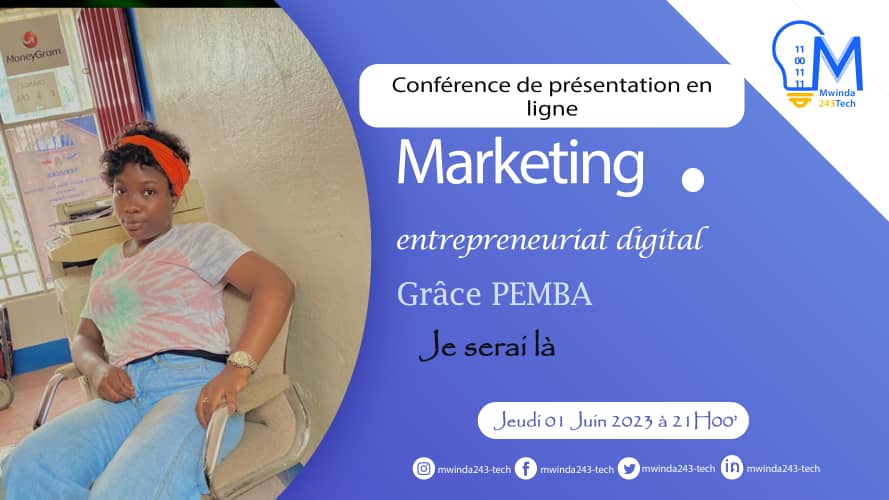 MoneyGram
SERVICES
11
00
11
11
M
Mwinda
243Tech
Conférence de présentation en
ligne
Marketing .
entrepreneuriat digital
Grâce PEMBA
Je serai là
Jeudi 01 Juin 2023 à 21H00'
mwinda243-tech mwinda243-tech mwinda243-tech mwinda243-tech